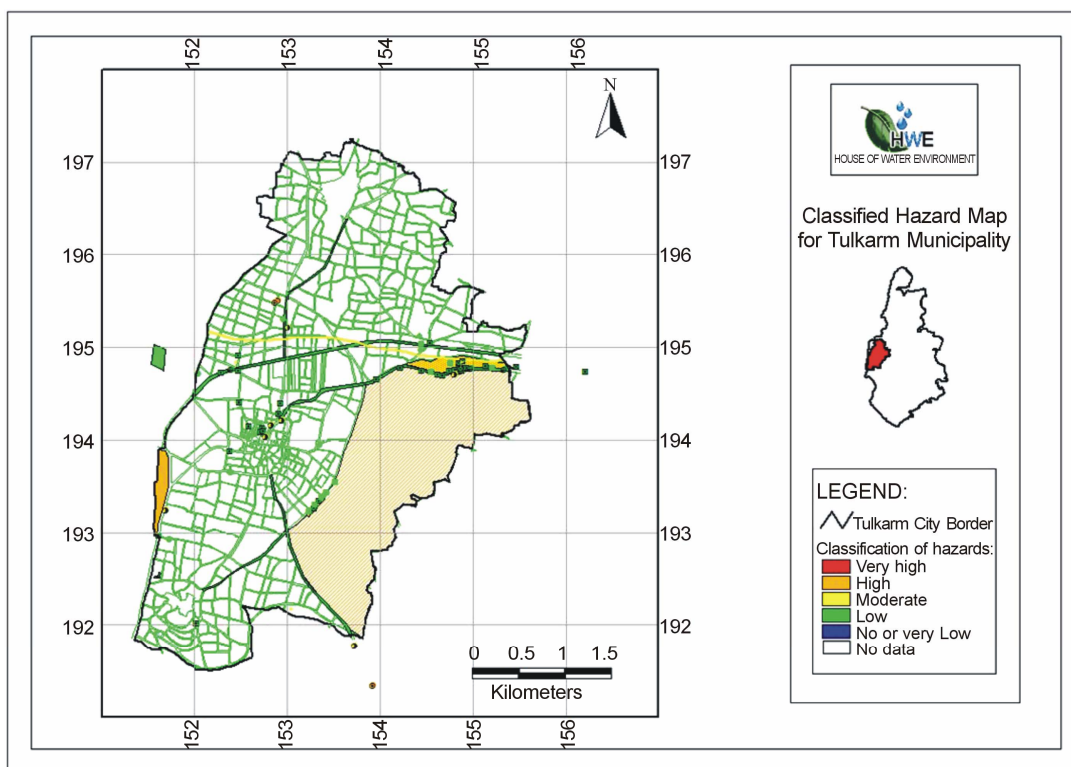 152
153
154
155
156
N
197
197
196
196
195
195
194
194
193
193
192
192
0 0.5 1 1.5
Kilometers
152
153
154
155
156
HWE
HOUSE OF WATER ENVIRONMENT
Classified Hazard Map
for Tulkarm Municipality
LEGEND:
Tulkarm City Border
Classification of hazards:
Very high
High
Moderate
Low
No or very Low
No data